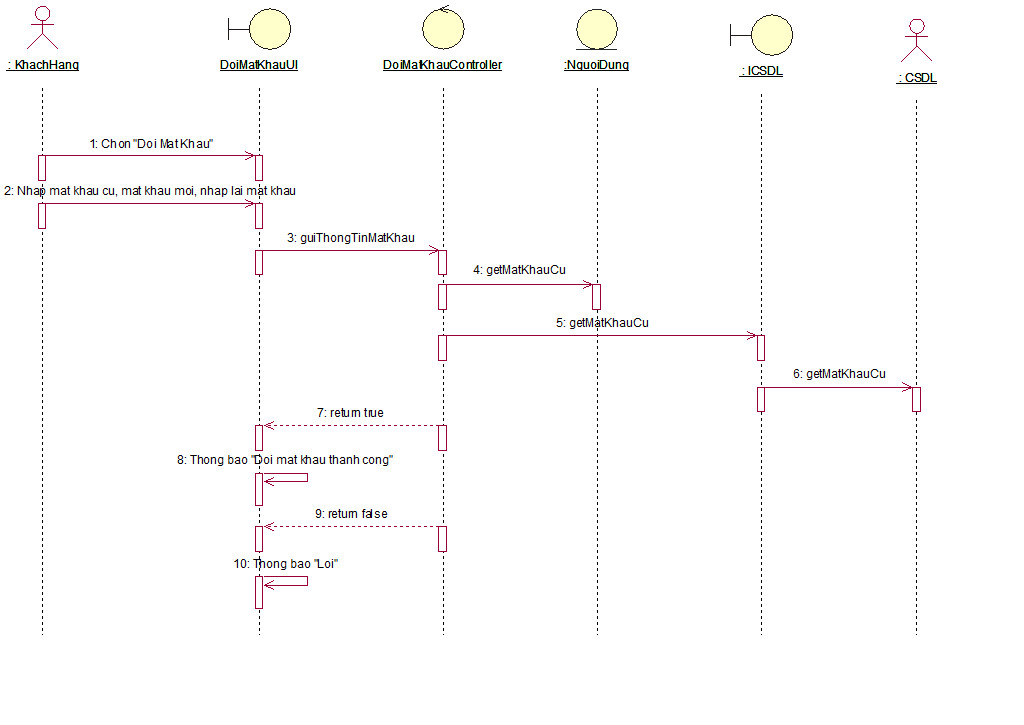 : KhachHang
DoiMatKhauUI
DoiMatKhauController
:NguoiDung
: ICSDL
: CSDL
1: Chon "Doi Mat Khau"
2: Nhap mat khau cu, mat khau moi, nhap lai mat khau
3: guiThongTinMatKhau
4: getMatKhauCu
5: getMatKhauCu
6: getMatKhauCu
7: return true
8: Thong bao "Doi mat khau thanh cong"
9: return false
10: Thong bao "Loi"